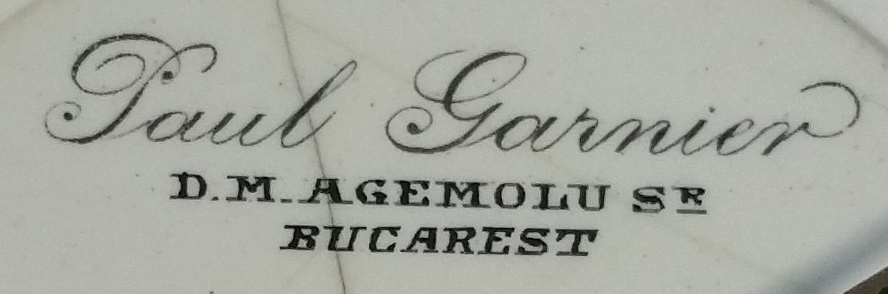 Paul Garnier
D.M. AGEMOLU SR
BUCAREST